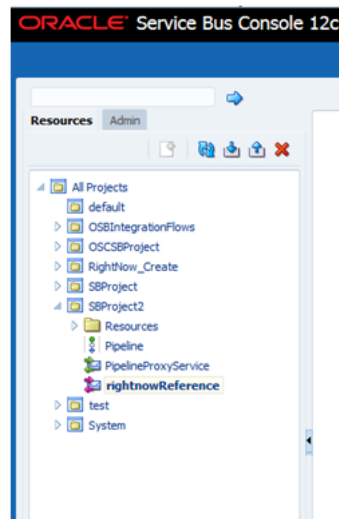 ORACLE Service Bus Console 12c
Resources Admin
All Projects
default
OSBIntegrationFlows
OSCSBProject
RightNow_Create
SBProject
SBProject2
Resources
Pipeline
PipelineProxyService
rightnowReference
test
System